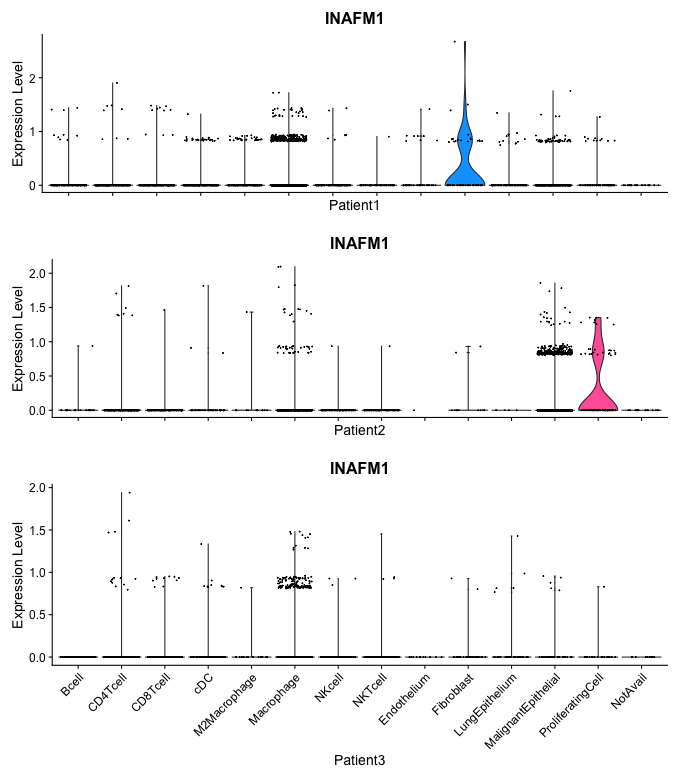 INAFM1
Expression Level
2
1
0
Patient1
INAFM1
Expression Level
2.0
1.5
1.0
0.5
0.0
Patient2
INAFM1
Expression Level
2.0
1.5
1.0
0.5
0.0
Bcell
CD4Tcell
CD8Tcell
cDC
M2Macrophage
Macrophage
NKcell
NKTcell
Endothelium
Fibroblast
LungEpithelium
MalignantEpithelial
ProliferatingCell
NotAvail
Patient3